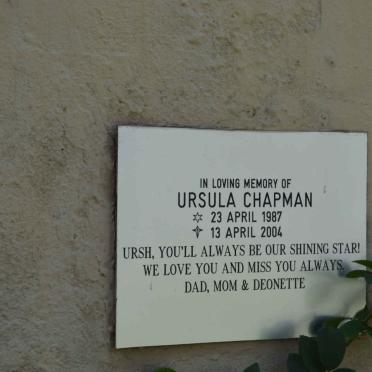 IN LOVING MEMORY OF
URSULA CHAPMAN
✡ 23 APRIL 1987
✝ 13 APRIL 2004
URSH, YOU'LL ALWAYS BE OUR SHINING STAR!
WE LOVE YOU AND MISS YOU ALWAYS.
DAD, MOM & DEONETTE